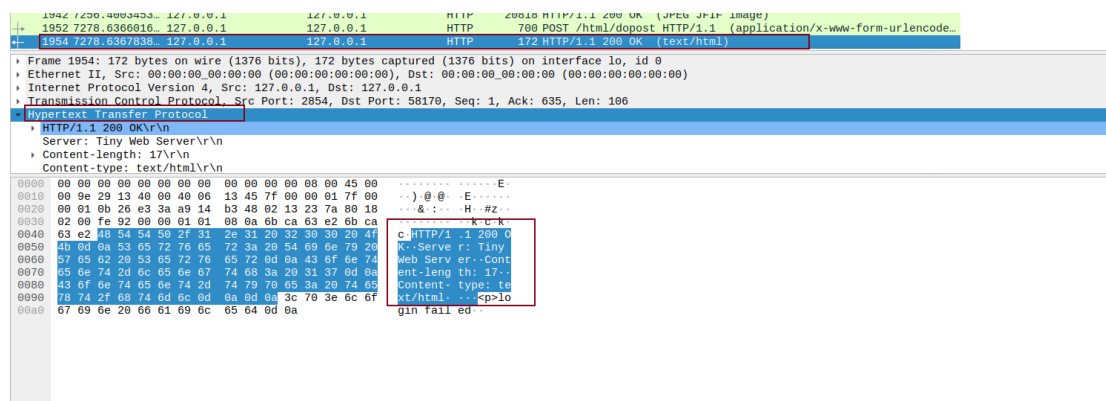 1942 7256.4003453… 127.0.0.1 127.0.0.1 HTTP 20818 HTTP/1.1 200 OK (JPEG JFIF image)
1952 7278.6366016… 127.0.0.1 127.0.0.1 HTTP 700 POST /html/dopost HTTP/1.1 (application/x-www-form-urlencode…
1954 7278.6367838… 127.0.0.1 127.0.0.1 HTTP 172 HTTP/1.1 200 OK (text/html)
Frame 1954: 172 bytes on wire (1376 bits), 172 bytes captured (1376 bits) on interface lo, id 0
Ethernet II, Src: 00:00:00_00:00:00 (00:00:00:00:00:00), Dst: 00:00:00_00:00:00 (00:00:00:00:00:00)
Internet Protocol Version 4, Src: 127.0.0.1, Dst: 127.0.0.1
Transmission Control Protocol, Src Port: 2854, Dst Port: 58170, Seq: 1, Ack: 635, Len: 106
Hypertext Transfer Protocol
HTTP/1.1 200 OK\r\n
Server: Tiny Web Server\r\n
Content-length: 17\r\n
Content-type: text/html\r\n
0000 00 00 00 00 00 00 00 00 00 00 00 00 08 00 45 00 ········ ······E·
0010 00 9e 29 13 40 00 40 06 13 45 7f 00 00 01 7f 00 ··)·@·@· ·E······
0020 00 01 0b 26 e3 3a a9 14 b3 48 02 13 23 7a 80 18 ···&·:·· ·H··#z··
0030 02 00 fe 92 00 00 01 01 08 0a 6b ca 63 e2 6b ca ········ ··k·c·k·
0040 63 e2 48 54 54 50 2f 31 2e 31 20 32 30 30 20 4f c·HTTP/1 .1 200 O
0050 4b 0d 0a 53 65 72 76 65 72 3a 20 54 69 6e 79 20 K··Serve r: Tiny
0060 57 65 62 20 53 65 72 76 65 72 0d 0a 43 6f 6e 74 Web Serv er··Cont
0070 65 6e 74 2d 6c 65 6e 67 74 68 3a 20 31 37 0d 0a ent-leng th: 17··
0080 43 6f 6e 74 65 6e 74 2d 74 79 70 65 3a 20 74 65 Content- type: te
0090 78 74 2f 68 74 6d 6c 0d 0a 0d 0a 3c 70 3e 6c 6f xt/html· ···<p>lo
00a0 67 69 6e 20 66 61 69 6c 65 64 0d 0a gin fail ed··